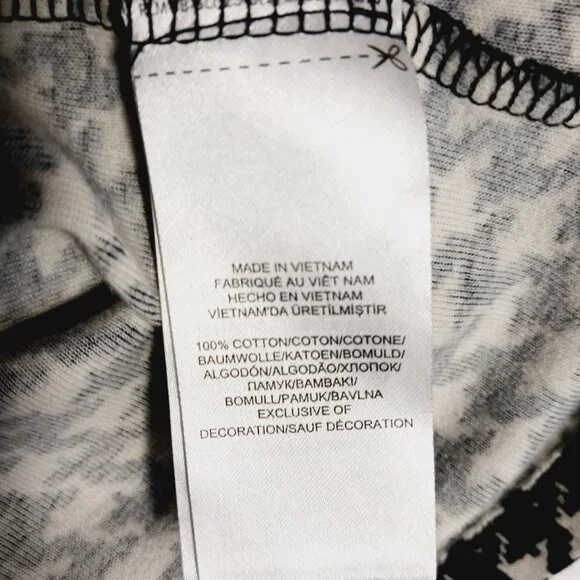 MADE IN VIETNAM
FABRIQUÉ AU VIÊT NAM
HECHO EN VIETNAM
VİETNAM'DA ÜRETİLMİŞTİR
100% COTTON/COTON/COTONE/
BAUMWOLLE/KATOEN/BOMULD/
ALGODÓN/ALGODÃO/ХЛОПОК/
ПАМУК/BAMBAKI/
BOMULL/PAMUK/BAVLNA
EXCLUSIVE OF
DECORATION/SAUF DÉCORATION